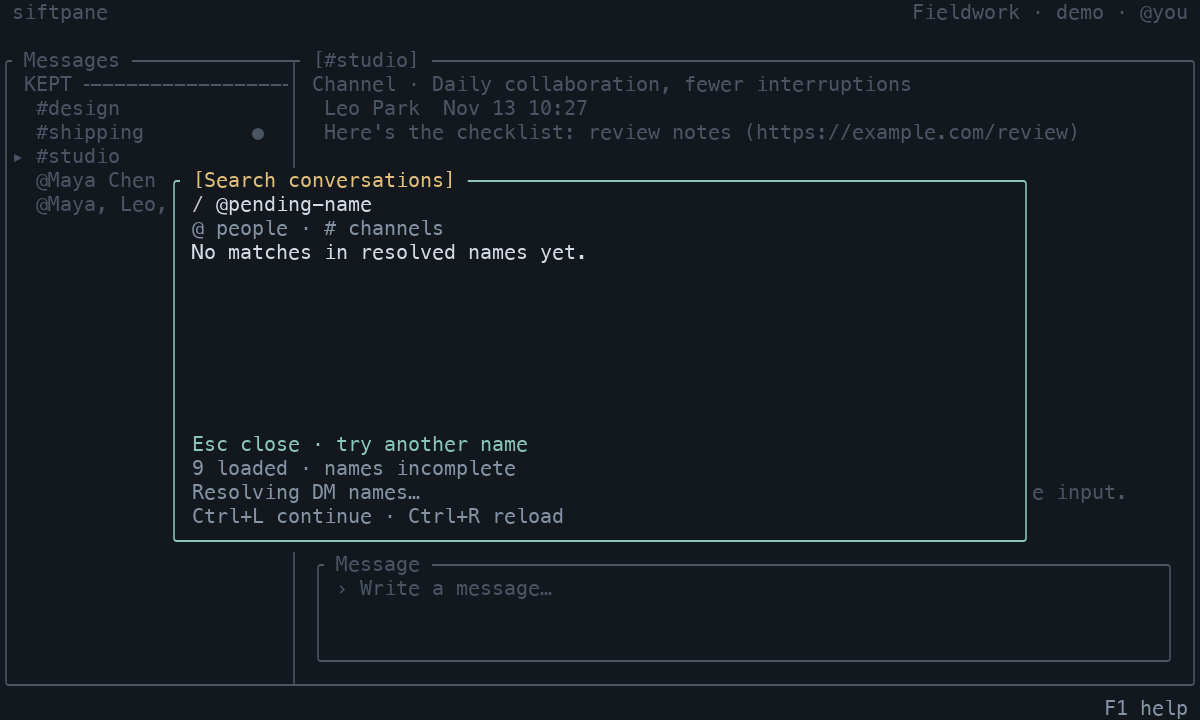 siftpane
Fieldwork · demo · @you
Messages
[#studio]
KEPT
Channel · Daily collaboration, fewer interruptions
#design
Leo Park Nov 13 10:27
#shipping ●
Here's the checklist: review notes (https://example.com/review)
▸ #studio
@Maya Chen
@Maya, Leo,
[Search conversations]
/ @pending-name
@ people · # channels
No matches in resolved names yet.
Esc close · try another name
9 loaded · names incomplete
Resolving DM names…
e input.
Ctrl+L continue · Ctrl+R reload
Message
› Write a message…
F1 help